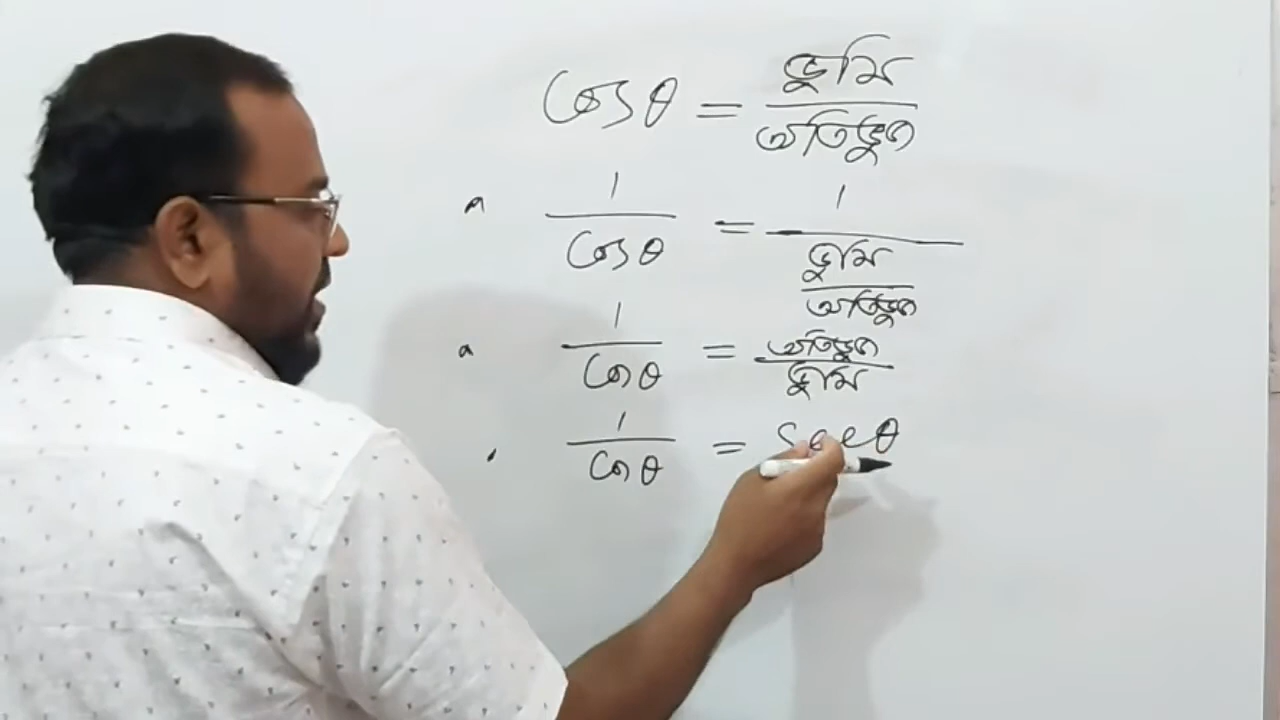 cosθ = ভূমি / অতিভুজ
1 / cosθ = 1 / (ভূমি / অতিভুজ)
1 / cosθ = অতিভুজ / ভূমি
1 / cosθ = secθ